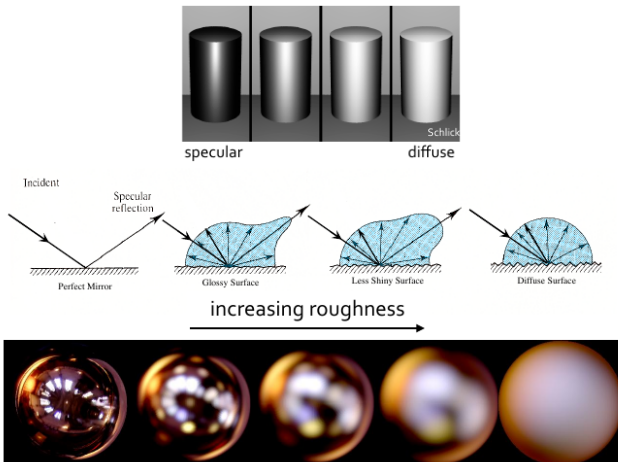 Schlick
specular
diffuse
Incident
Specular
reflection
Perfect Mirror
Glossy Surface
Less Shiny Surface
Diffuse Surface
increasing roughness